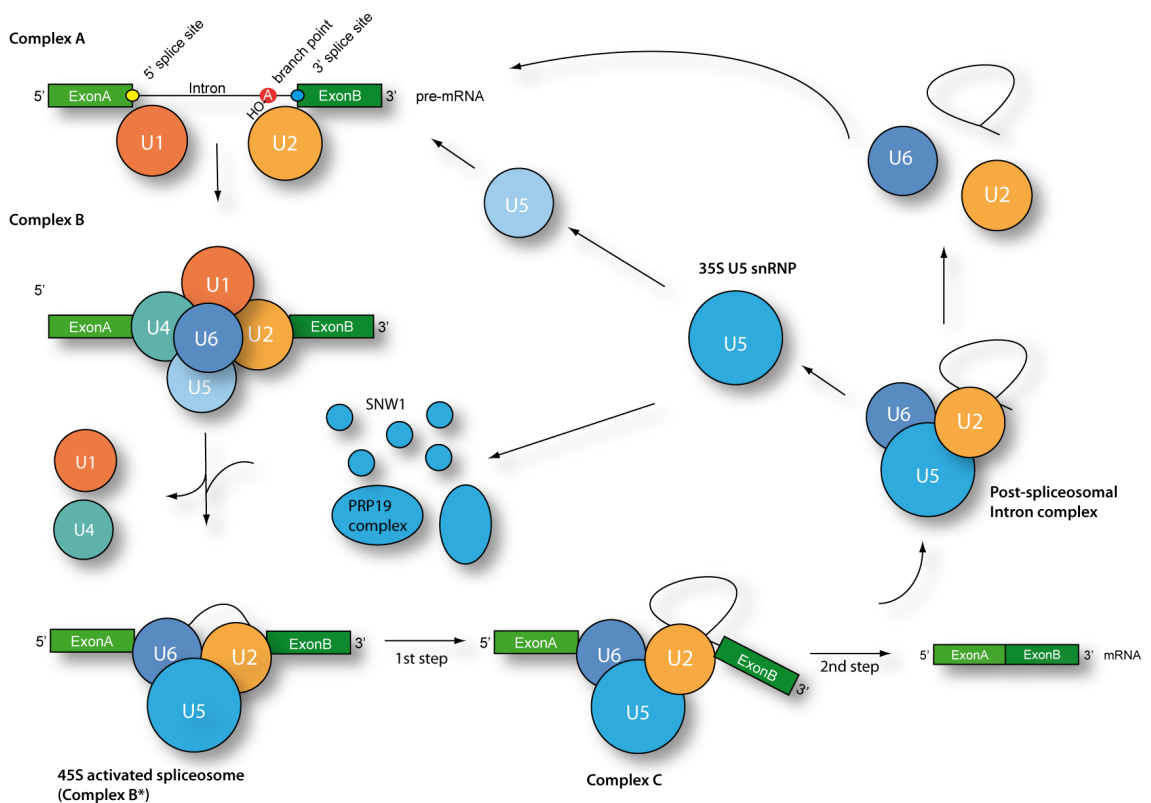 Complex A
5' splice site
branch point
3' splice site
5'
ExonA
Intron
HO
A
ExonB
3'
pre-mRNA
U1
U2
U5
U6
U2
Complex B
5'
ExonA
U1
U4
U6
U2
U5
ExonB
3'
35S U5 snRNP
U5
U1
U4
SNW1
PRP19
complex
U6
U2
U5
Post-spliceosomal
Intron complex
5'
ExonA
U6
U2
U5
ExonB
3'
1st step
5'
ExonA
U6
U2
U5
ExonB
3'
2nd step
5'
ExonA
ExonB
3'
mRNA
45S activated spliceosome
(Complex B*)
Complex C